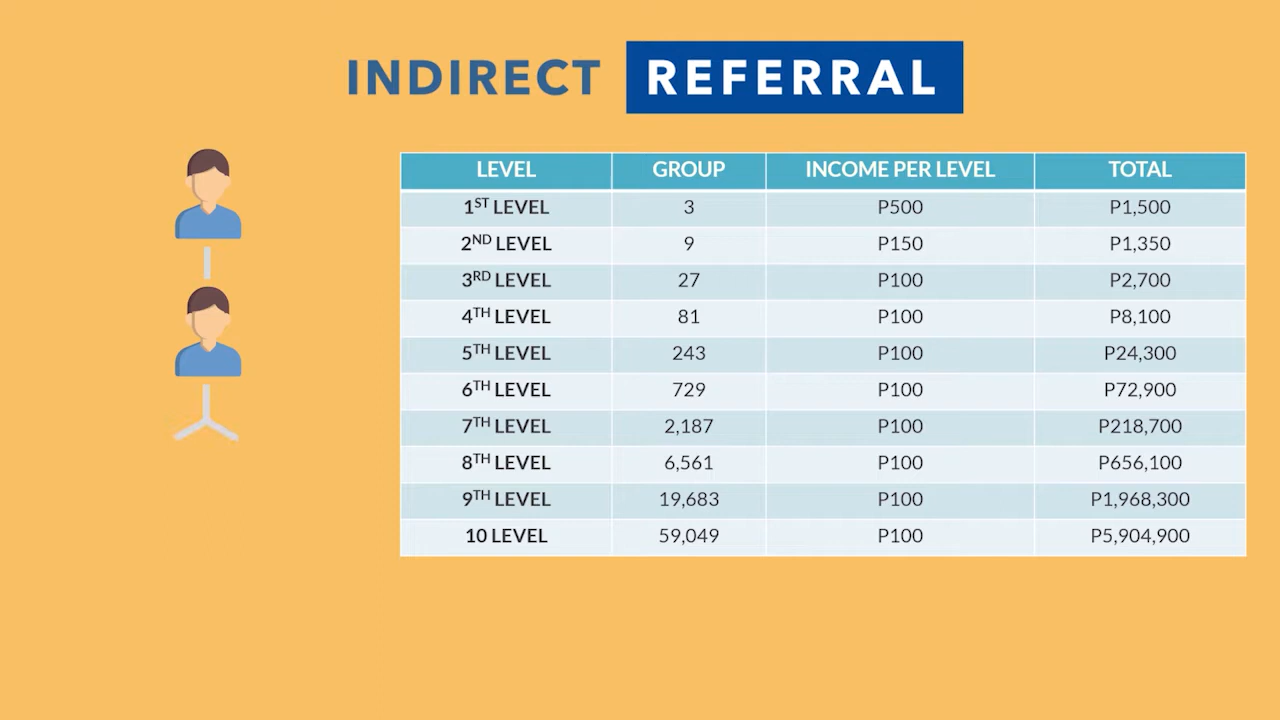 INDIRECT REFERRAL
LEVEL GROUP INCOME PER LEVEL TOTAL
1ST LEVEL 3 P500 P1,500
2ND LEVEL 9 P150 P1,350
3RD LEVEL 27 P100 P2,700
4TH LEVEL 81 P100 P8,100
5TH LEVEL 243 P100 P24,300
6TH LEVEL 729 P100 P72,900
7TH LEVEL 2,187 P100 P218,700
8TH LEVEL 6,561 P100 P656,100
9TH LEVEL 19,683 P100 P1,968,300
10 LEVEL 59,049 P100 P5,904,900